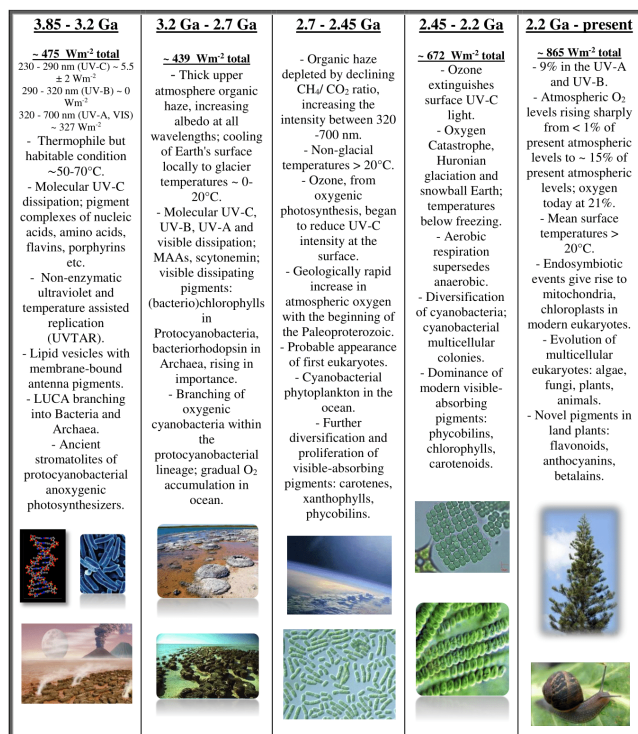 3.85 - 3.2 Ga
~ 475 Wm-2 total
230 - 290 nm (UV-C) ~ 5.5
± 2 Wm-2
290 - 320 nm (UV-B) ~ 0
Wm-2
320 - 700 nm (UV-A, VIS)
~ 327 Wm-2
- Thermophile but
habitable condition
~50-70°C.
- Molecular UV-C
dissipation; pigment
complexes of nucleic
acids, amino acids,
flavins, porphyrins
etc.
- Non-enzymatic
ultraviolet and
temperature assisted
replication
(UVTAR).
- Lipid vesicles with
membrane-bound
antenna pigments.
- LUCA branching
into Bacteria and
Archaea.
- Ancient
stromatolites of
protocyanobacterial
anoxygenic
photosynthesizers.
3.2 Ga - 2.7 Ga
~ 439 Wm-2 total
- Thick upper
atmosphere organic
haze, increasing
albedo at all
wavelengths; cooling
of Earth's surface
locally to glacier
temperatures ~ 0-
20°C.
- Molecular UV-C,
UV-B, UV-A and
visible dissipation;
MAAs, scytonemin;
visible dissipating
pigments:
(bacterio)chlorophylls
in
Protocyanobacteria,
bacteriorhodopsin in
Archaea, rising in
importance.
- Branching of
oxygenic
cyanobacteria within
the
protocyanobacterial
lineage; gradual O2
accumulation in
ocean.
2.7 - 2.45 Ga
- Organic haze
depleted by declining
CH4/ CO2 ratio,
increasing the
intensity between 320
-700 nm.
- Non-glacial
temperatures > 20°C.
- Ozone, from
oxygenic
photosynthesis, began
to reduce UV-C
intensity at the
surface.
- Geologically rapid
increase in
atmospheric oxygen
with the beginning of
the Paleoproterozoic.
- Probable appearance
of first eukaryotes.
- Cyanobacterial
phytoplankton in the
ocean.
- Further
diversification and
proliferation of
visible-absorbing
pigments: carotenes,
xanthophylls,
phycobilins.
2.45 - 2.2 Ga
~ 672 Wm-2 total
- Ozone
extinguishes
surface UV-C
light.
- Oxygen
Catastrophe,
Huronian
glaciation and
snowball Earth;
temperatures
below freezing.
- Aerobic
respiration
supersedes
anaerobic.
- Diversification
of cyanobacteria;
cyanobacterial
multicellular
colonies.
- Dominance of
modern visible-
absorbing
pigments:
phycobilins,
chlorophylls,
carotenoids.
2.2 Ga - present
~ 865 Wm-2 total
- 9% in the UV-A
and UV-B.
- Atmospheric O2
levels rising sharply
from < 1% of
present atmospheric
levels to ~ 15% of
present atmospheric
levels; oxygen
today at 21%.
- Mean surface
temperatures >
20°C.
- Endosymbiotic
events give rise to
mitochondria,
chloroplasts in
modern eukaryotes.
- Evolution of
multicellular
eukaryotes: algae,
fungi, plants,
animals.
- Novel pigments in
land plants:
flavonoids,
anthocyanins,
betalains.